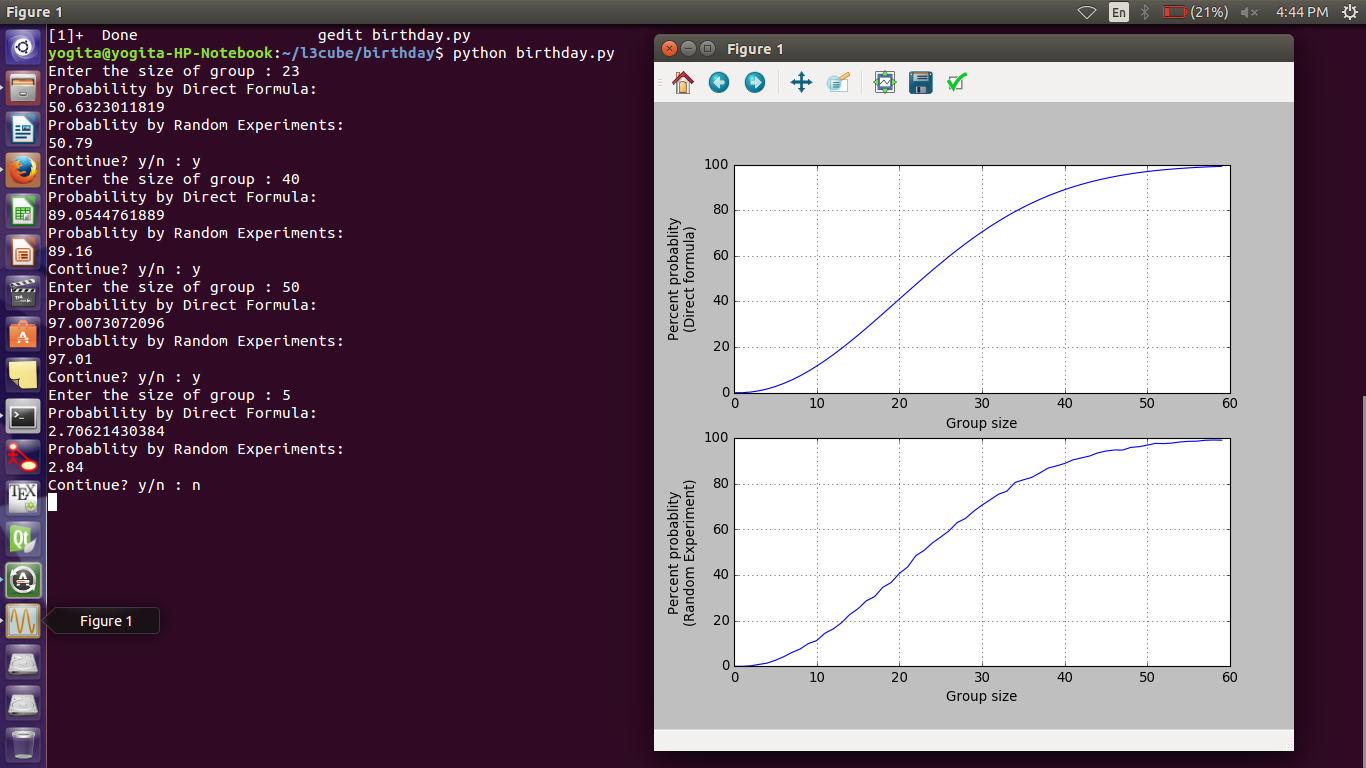 Figure 1
En
(21%)
4:44 PM
[1]+  Done                    gedit birthday.py
yogita@yogita-HP-Notebook:~/l3cube/birthday$ python birthday.py
Enter the size of group : 23
Probability by Direct Formula:
50.6323011819
Probablity by Random Experiments:
50.79
Continue? y/n : y
Enter the size of group : 40
Probability by Direct Formula:
89.0544761889
Probablity by Random Experiments:
89.16
Continue? y/n : y
Enter the size of group : 50
Probability by Direct Formula:
97.0073072096
Probablity by Random Experiments:
97.01
Continue? y/n : y
Enter the size of group : 5
Probability by Direct Formula:
2.70621430384
Probablity by Random Experiments:
2.84
Continue? y/n : n
TEX
Qt
Figure 1
Figure 1
100
80
60
40
20
0
Percent probablity
(Direct formula)
0 10 20 30 40 50 60
Group size
100
80
60
40
20
0
Percent probablity
(Random Experiment)
0 10 20 30 40 50 60
Group size